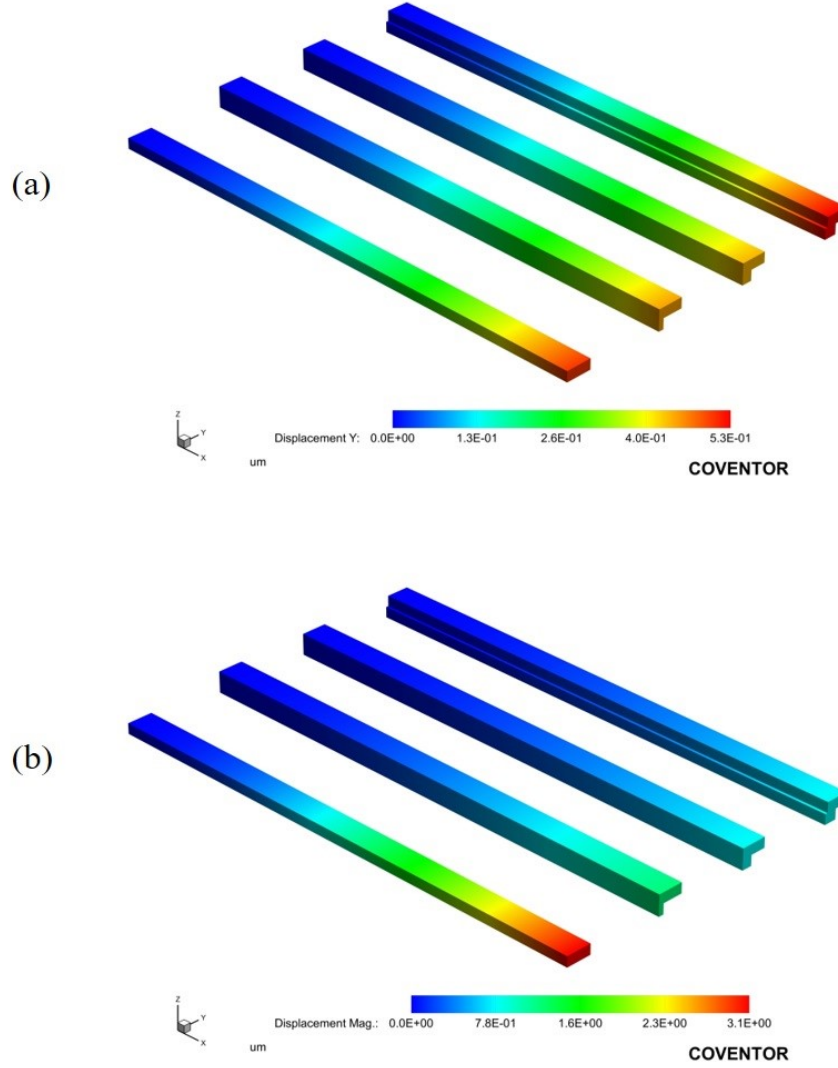 (a)
Z
Y
X
um
Displacement Y: 0.0E+00 1.3E-01 2.6E-01 4.0E-01 5.3E-01
COVENTOR
(b)
Z
Y
X
um
Displacement Mag.: 0.0E+00 7.8E-01 1.6E+00 2.3E+00 3.1E+00
COVENTOR